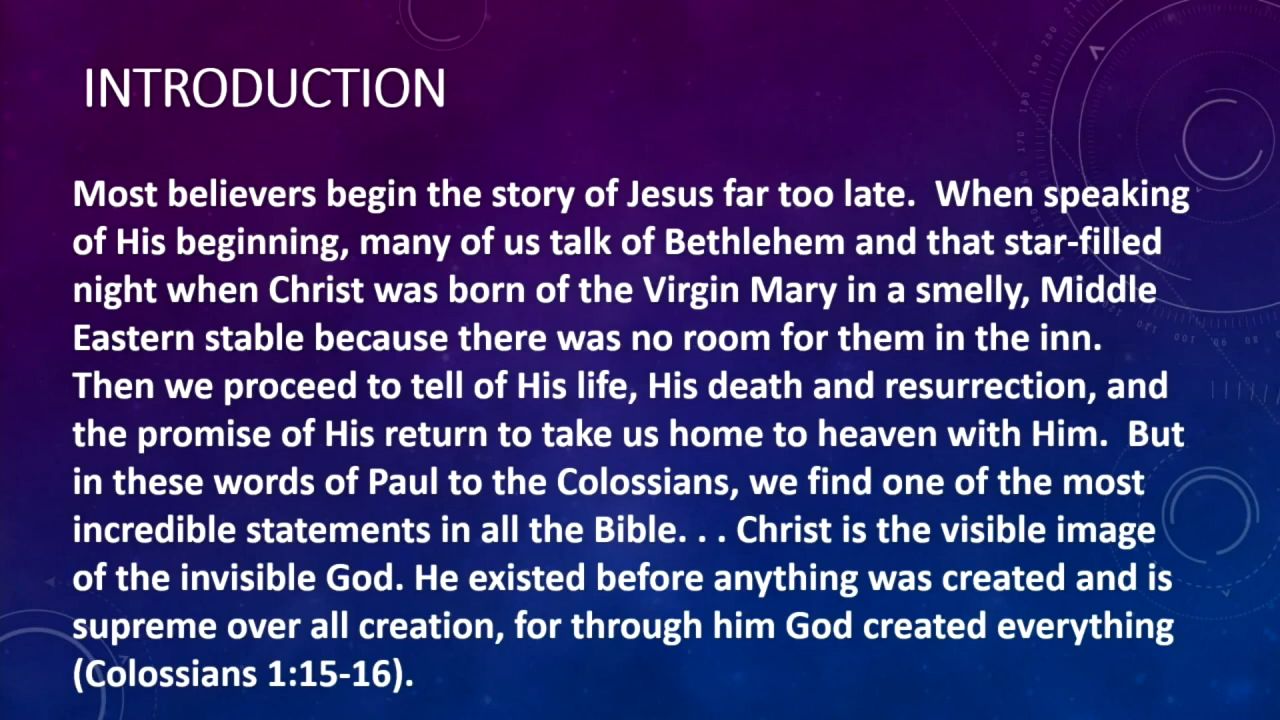 INTRODUCTION
Most believers begin the story of Jesus far too late.  When speaking
of His beginning, many of us talk of Bethlehem and that star-filled
night when Christ was born of the Virgin Mary in a smelly, Middle
Eastern stable because there was no room for them in the inn.
Then we proceed to tell of His life, His death and resurrection, and
the promise of His return to take us home to heaven with Him.  But
in these words of Paul to the Colossians, we find one of the most
incredible statements in all the Bible. . . Christ is the visible image
of the invisible God. He existed before anything was created and is
supreme over all creation, for through him God created everything
(Colossians 1:15-16).